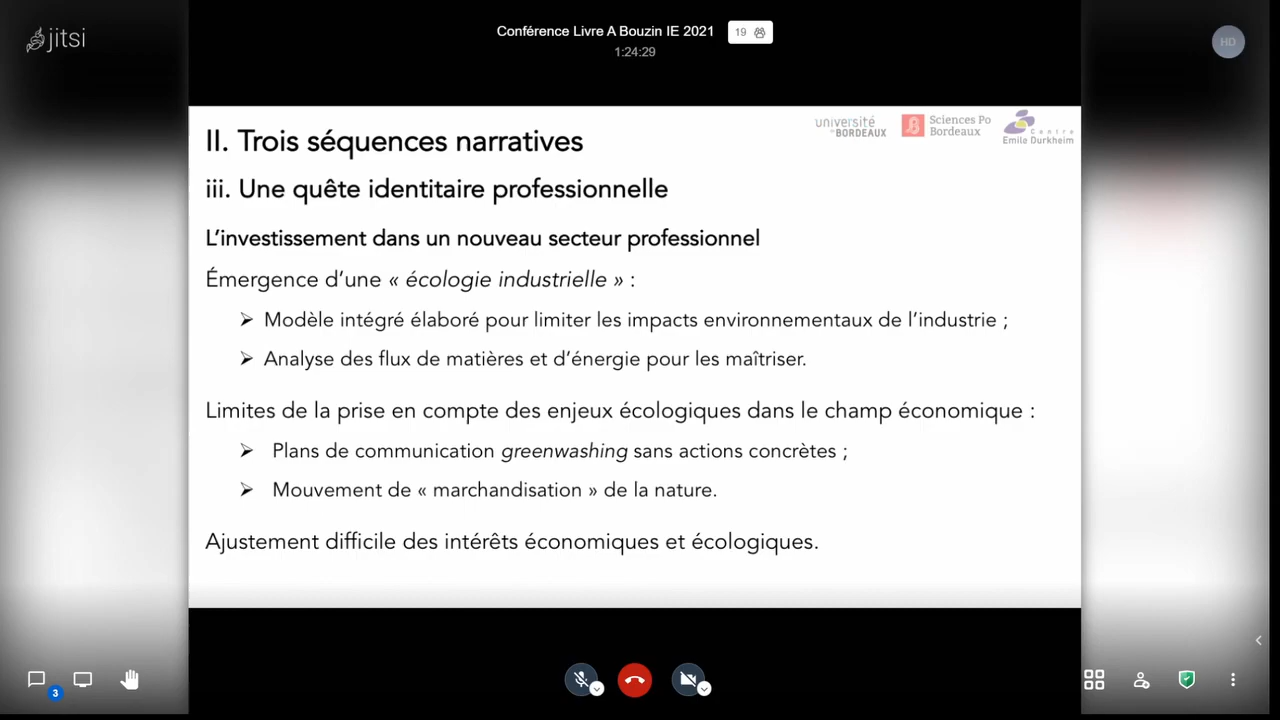 jitsi
Conférence Livre A Bouzin IE 2021
19
1:24:29
HD
université
de BORDEAUX
Sciences Po
Bordeaux
Centre
Emile Durkheim
II. Trois séquences narratives
iii. Une quête identitaire professionnelle
L'investissement dans un nouveau secteur professionnel
Émergence d'une « écologie industrielle » :
➢ Modèle intégré élaboré pour limiter les impacts environnementaux de l'industrie ;
➢ Analyse des flux de matières et d'énergie pour les maîtriser.
Limites de la prise en compte des enjeux écologiques dans le champ économique :
➢ Plans de communication greenwashing sans actions concrètes ;
➢ Mouvement de « marchandisation » de la nature.
Ajustement difficile des intérêts économiques et écologiques.
3